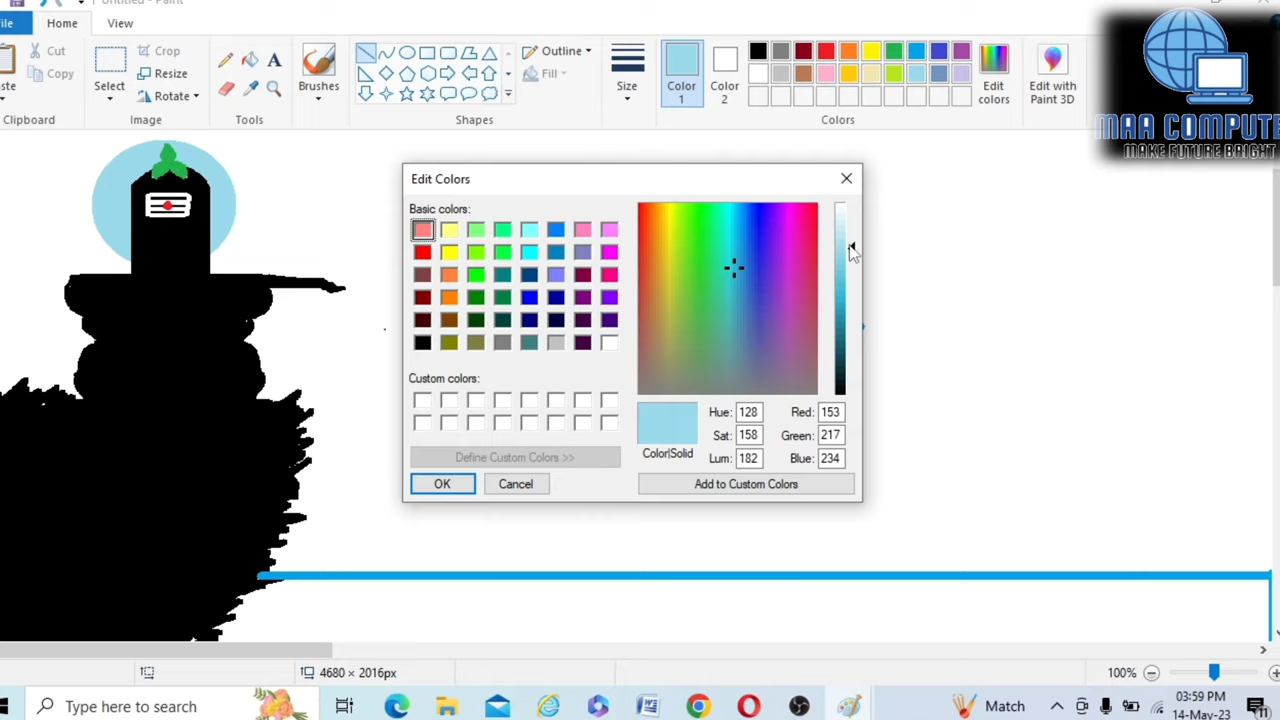 Untitled - Paint
File
Home
View
Cut
Copy
Clipboard
Select
Crop
Resize
Rotate
Image
Tools
Brushes
Shapes
Outline
Fill
Size
Color
1
Color
2
Colors
Edit
colors
Edit with
Paint 3D
MAA COMPUTE
MAKE FUTURE BRIGHT
Edit Colors
Basic colors:
Custom colors:
Define Custom Colors >>
OK
Cancel
Color|Solid
Hue: 128
Sat: 158
Lum: 182
Red: 153
Green: 217
Blue: 234
Add to Custom Colors
4680 × 2016px
100%
Type here to search
Match
03:59 PM
14-May-23